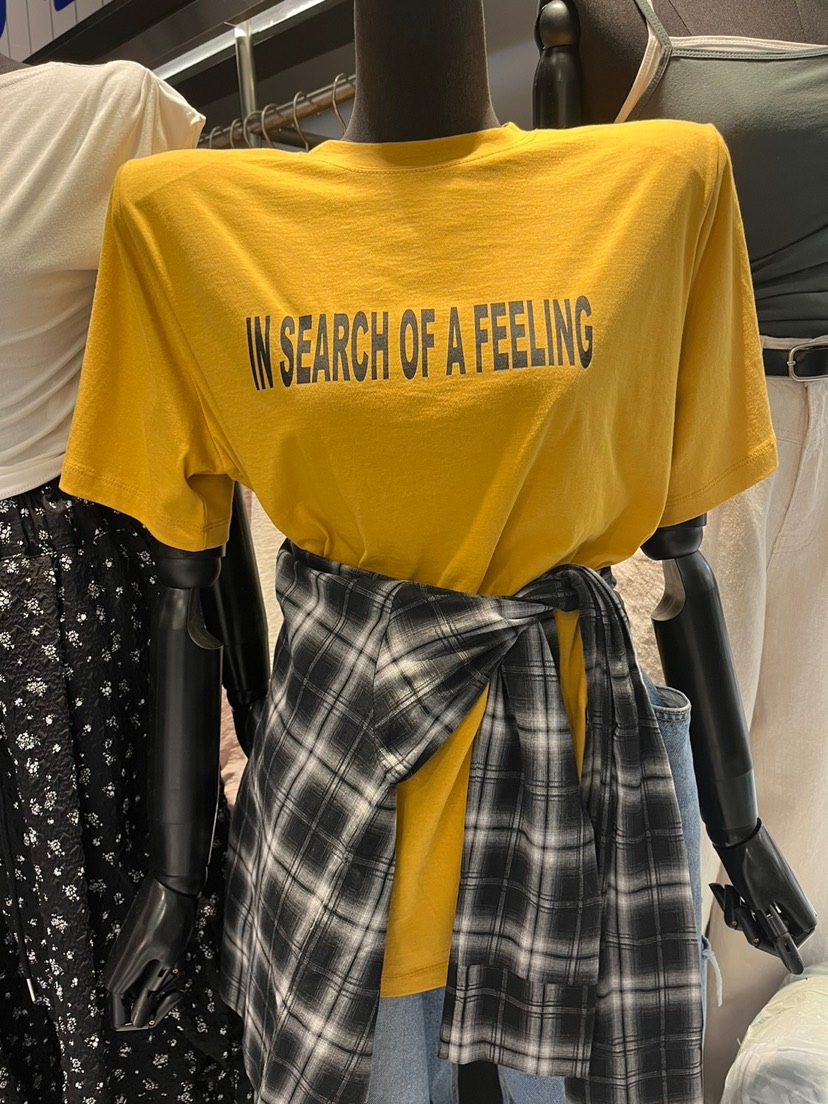 IN SEARCH OF A FEELING